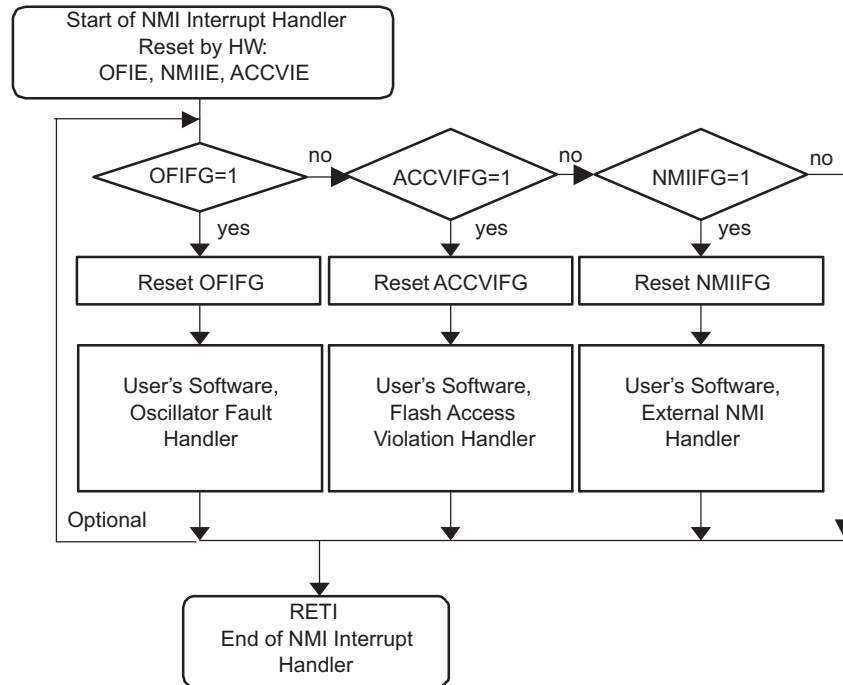 Start of NMI Interrupt Handler
Reset by HW:
OFIE, NMIIE, ACCVIE
OFIFG=1
no
ACCVIFG=1
no
NMIIFG=1
no
yes
yes
yes
Reset OFIFG
Reset ACCVIFG
Reset NMIIFG
User's Software,
Oscillator Fault
Handler
User's Software,
Flash Access
Violation Handler
User's Software,
External NMI
Handler
Optional
RETI
End of NMI Interrupt
Handler